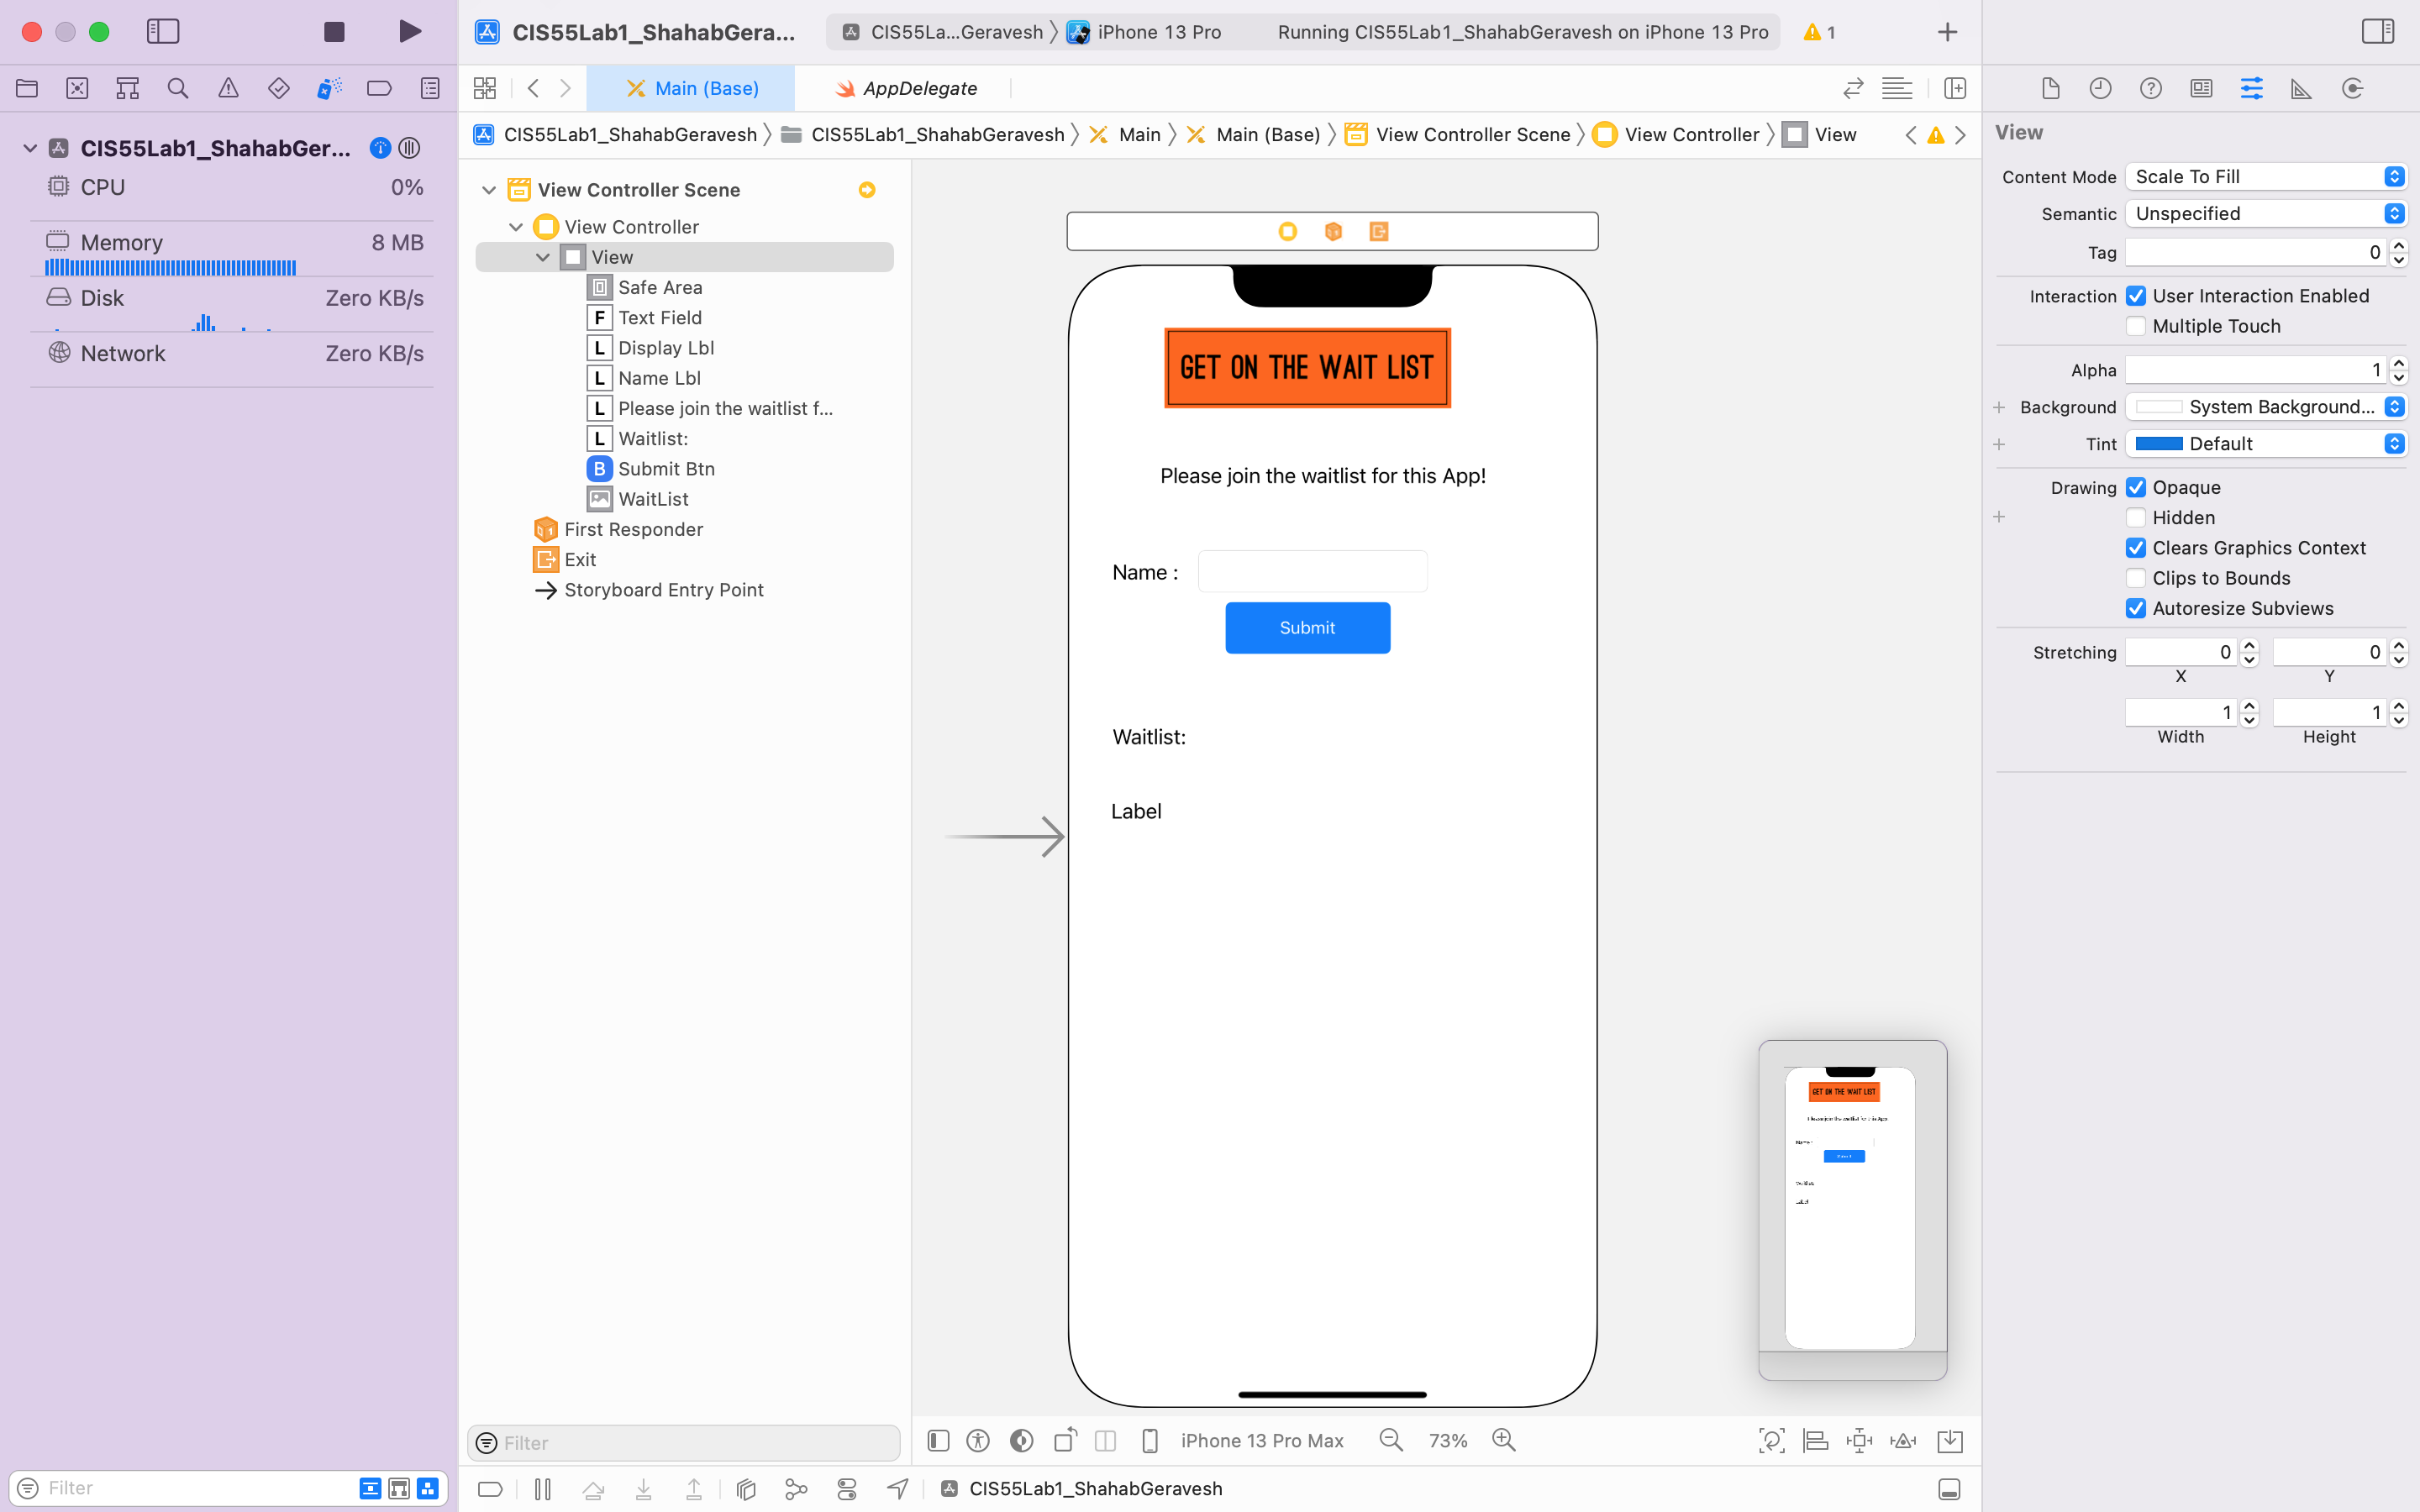 CIS55Lab1_ShahabGera...
CIS55La...Geravesh
iPhone 13 Pro
Running CIS55Lab1_ShahabGeravesh on iPhone 13 Pro
1
Main (Base)
AppDelegate
CIS55Lab1_ShahabGeravesh
CIS55Lab1_ShahabGeravesh
Main
Main (Base)
View Controller Scene
View Controller
View
CIS55Lab1_ShahabGer...
CPU
0%
Memory
8 MB
Disk
Zero KB/s
Network
Zero KB/s
Filter
View Controller Scene
View Controller
View
Safe Area
F Text Field
L Display Lbl
L Name Lbl
L Please join the waitlist f...
L Waitlist:
B Submit Btn
WaitList
First Responder
Exit
Storyboard Entry Point
Filter
GET ON THE WAIT LIST
Please join the waitlist for this App!
Name :
Submit
Waitlist:
Label
GET ON THE WAIT LIST
iPhone 13 Pro Max
73%
CIS55Lab1_ShahabGeravesh
View
Content Mode
Scale To Fill
Semantic
Unspecified
Tag
0
Interaction
User Interaction Enabled
Multiple Touch
Alpha
1
Background
System Background...
Tint
Default
Drawing
Opaque
Hidden
Clears Graphics Context
Clips to Bounds
Autoresize Subviews
Stretching
0
0
X
Y
1
1
Width
Height